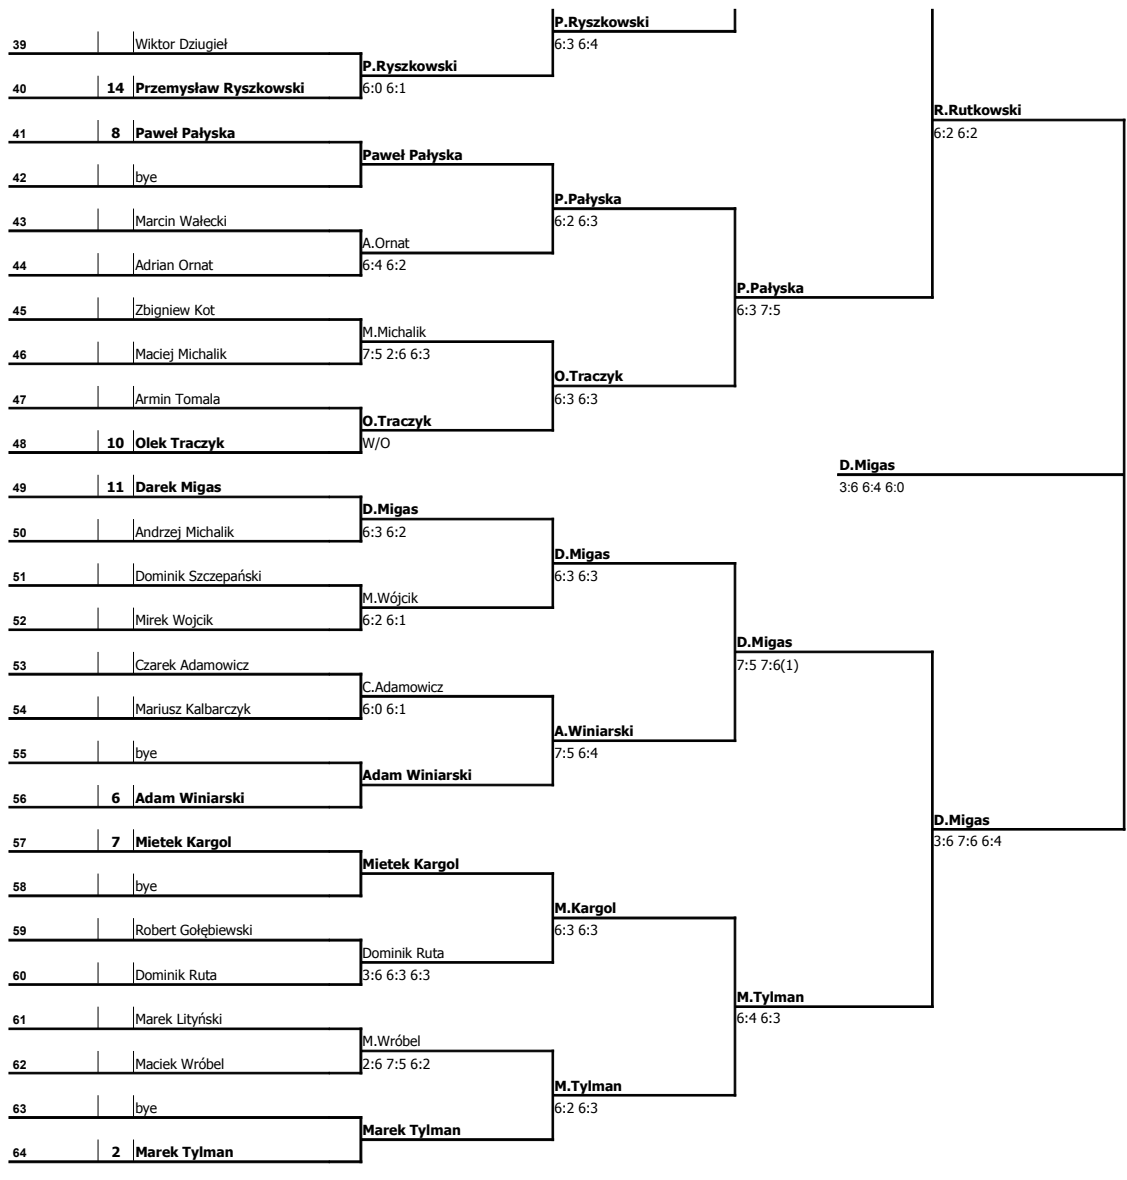 P.Ryszkowski
39 Wiktor Dziugieł 6:3 6:4
P.Ryszkowski
40 14 Przemysław Ryszkowski 6:0 6:1
R.Rutkowski
41 8 Paweł Pałyska 6:2 6:2
Paweł Pałyska
42 bye
P.Pałyska
43 Marcin Wałecki 6:2 6:3
A.Ornat
44 Adrian Ornat 6:4 6:2
P.Pałyska
45 Zbigniew Kot 6:3 7:5
M.Michalik
46 Maciej Michalik 7:5 2:6 6:3
O.Traczyk
47 Armin Tomala 6:3 6:3
O.Traczyk
48 10 Olek Traczyk W/O
D.Migas
49 11 Darek Migas 3:6 6:4 6:0
D.Migas
50 Andrzej Michalik 6:3 6:2
D.Migas
51 Dominik Szczepański 6:3 6:3
M.Wójcik
52 Mirek Wojcik 6:2 6:1
D.Migas
53 Czarek Adamowicz 7:5 7:6(1)
C.Adamowicz
54 Mariusz Kalbarczyk 6:0 6:1
A.Winiarski
55 bye 7:5 6:4
Adam Winiarski
56 6 Adam Winiarski
D.Migas
57 7 Mietek Kargol 3:6 7:6 6:4
Mietek Kargol
58 bye
M.Kargol
59 Robert Gołębiewski 6:3 6:3
Dominik Ruta
60 Dominik Ruta 3:6 6:3 6:3
M.Tylman
61 Marek Lityński 6:4 6:3
M.Wróbel
62 Maciek Wróbel 2:6 7:5 6:2
M.Tylman
63 bye 6:2 6:3
Marek Tylman
64 2 Marek Tylman